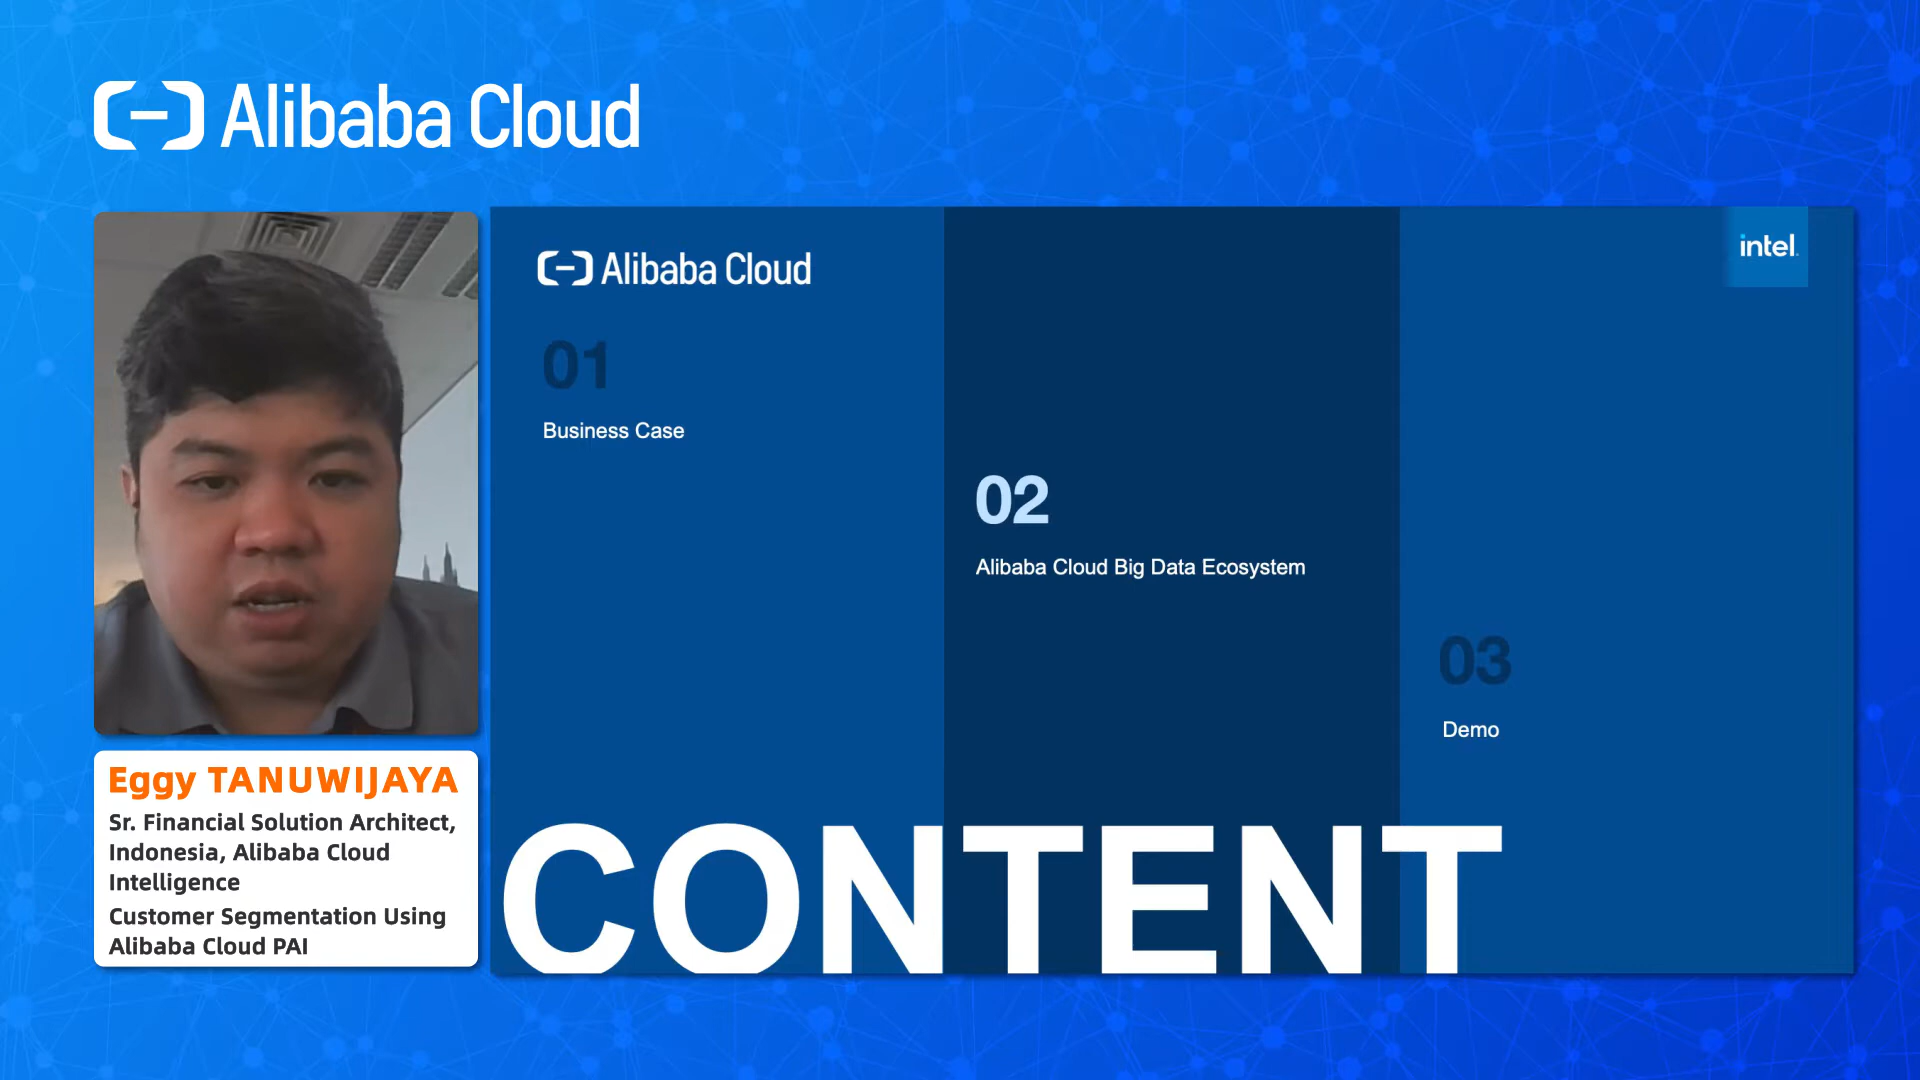 Alibaba Cloud
Alibaba Cloud
intel.
01
Business Case
02
Alibaba Cloud Big Data Ecosystem
03
Demo
CONTENT
Eggy TANUWIJAYA
Sr. Financial Solution Architect,
Indonesia, Alibaba Cloud
Intelligence
Customer Segmentation Using
Alibaba Cloud PAI